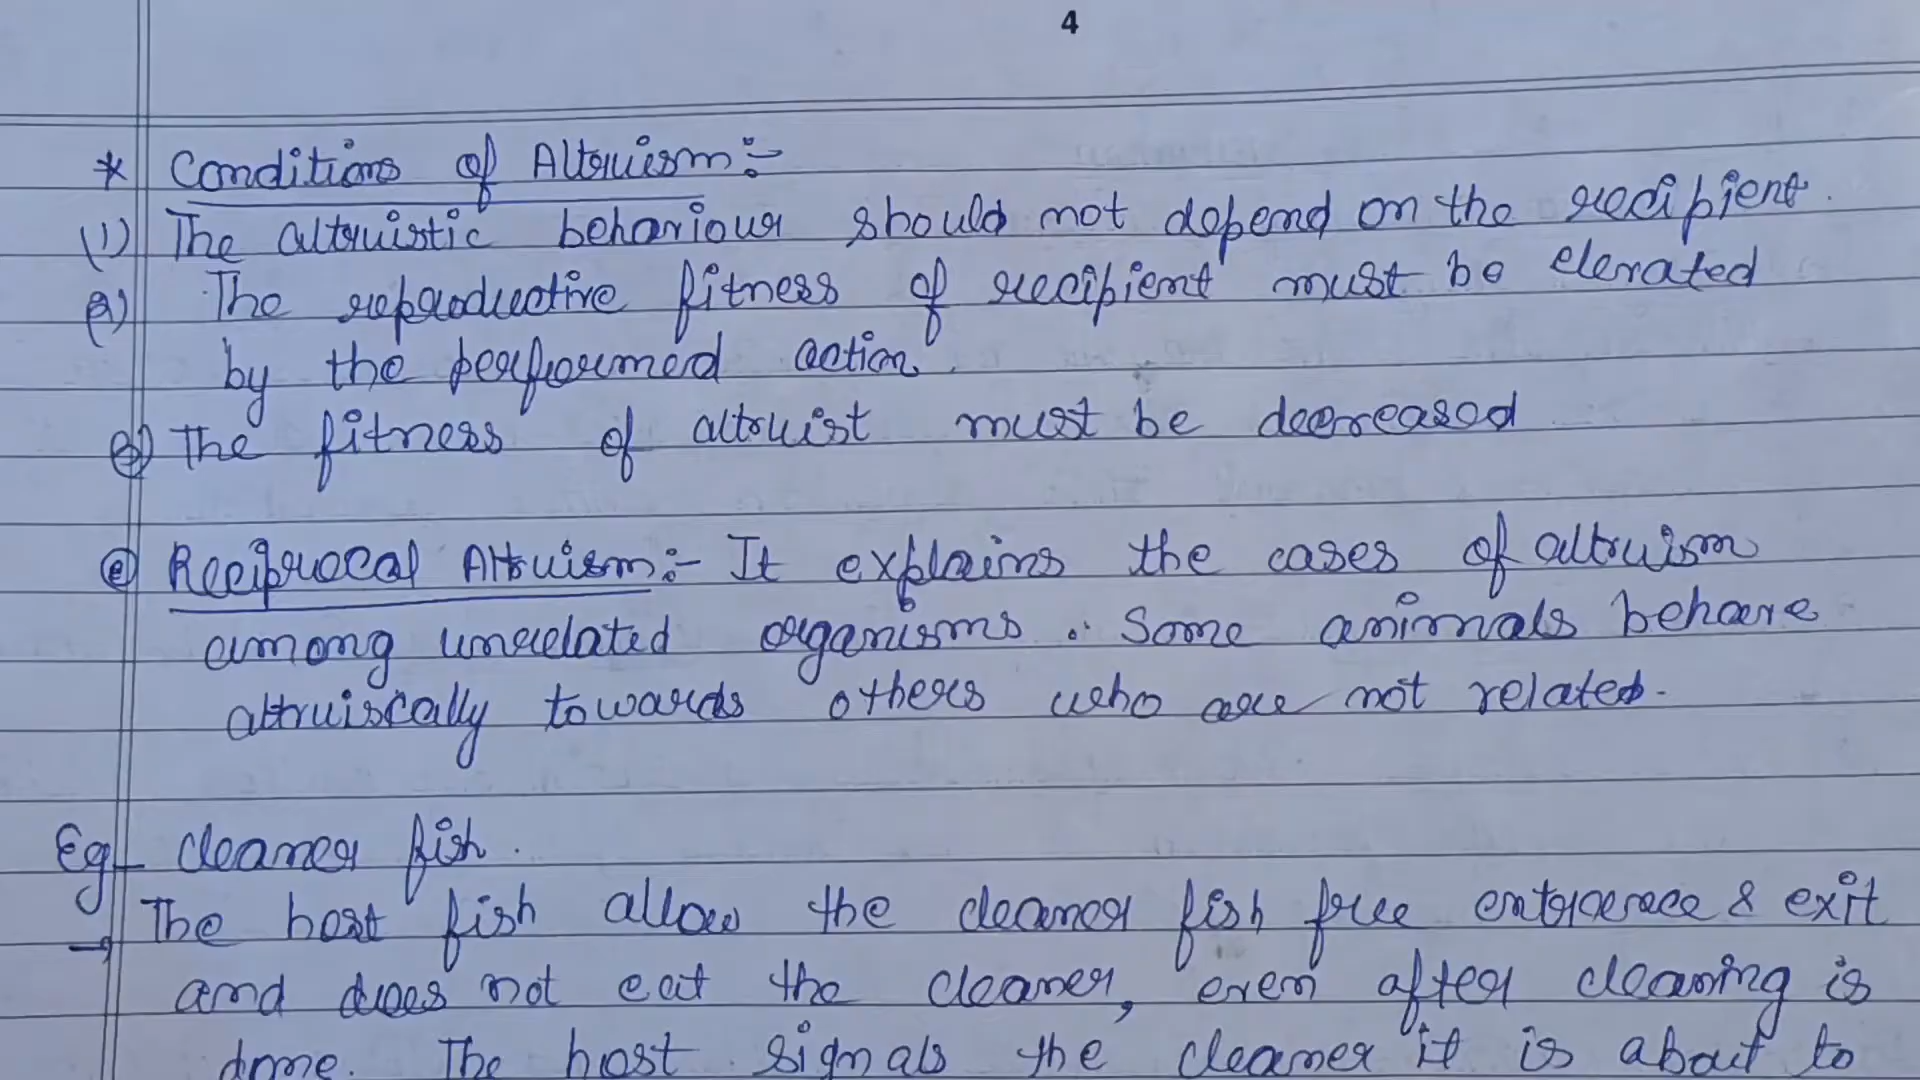 4
* Conditions of Altruism:-
(1) The altruistic behaviour should not depend on the recipient.
(2) The reproductive fitness of recipient must be elevated
by the performed action.
(3) The fitness of altruist must be decreased
(e) Reciprocal Altruism:- It explains the cases of altruism
among unrelated organisms. Some animals behave
altruiscally towards others who are not related.
Eg- cleaner fish.
→ The host fish allow the cleaner fish free entrance & exit
and does not eat the cleaner, even after cleaning is
done. The host signals the cleaner it is about to